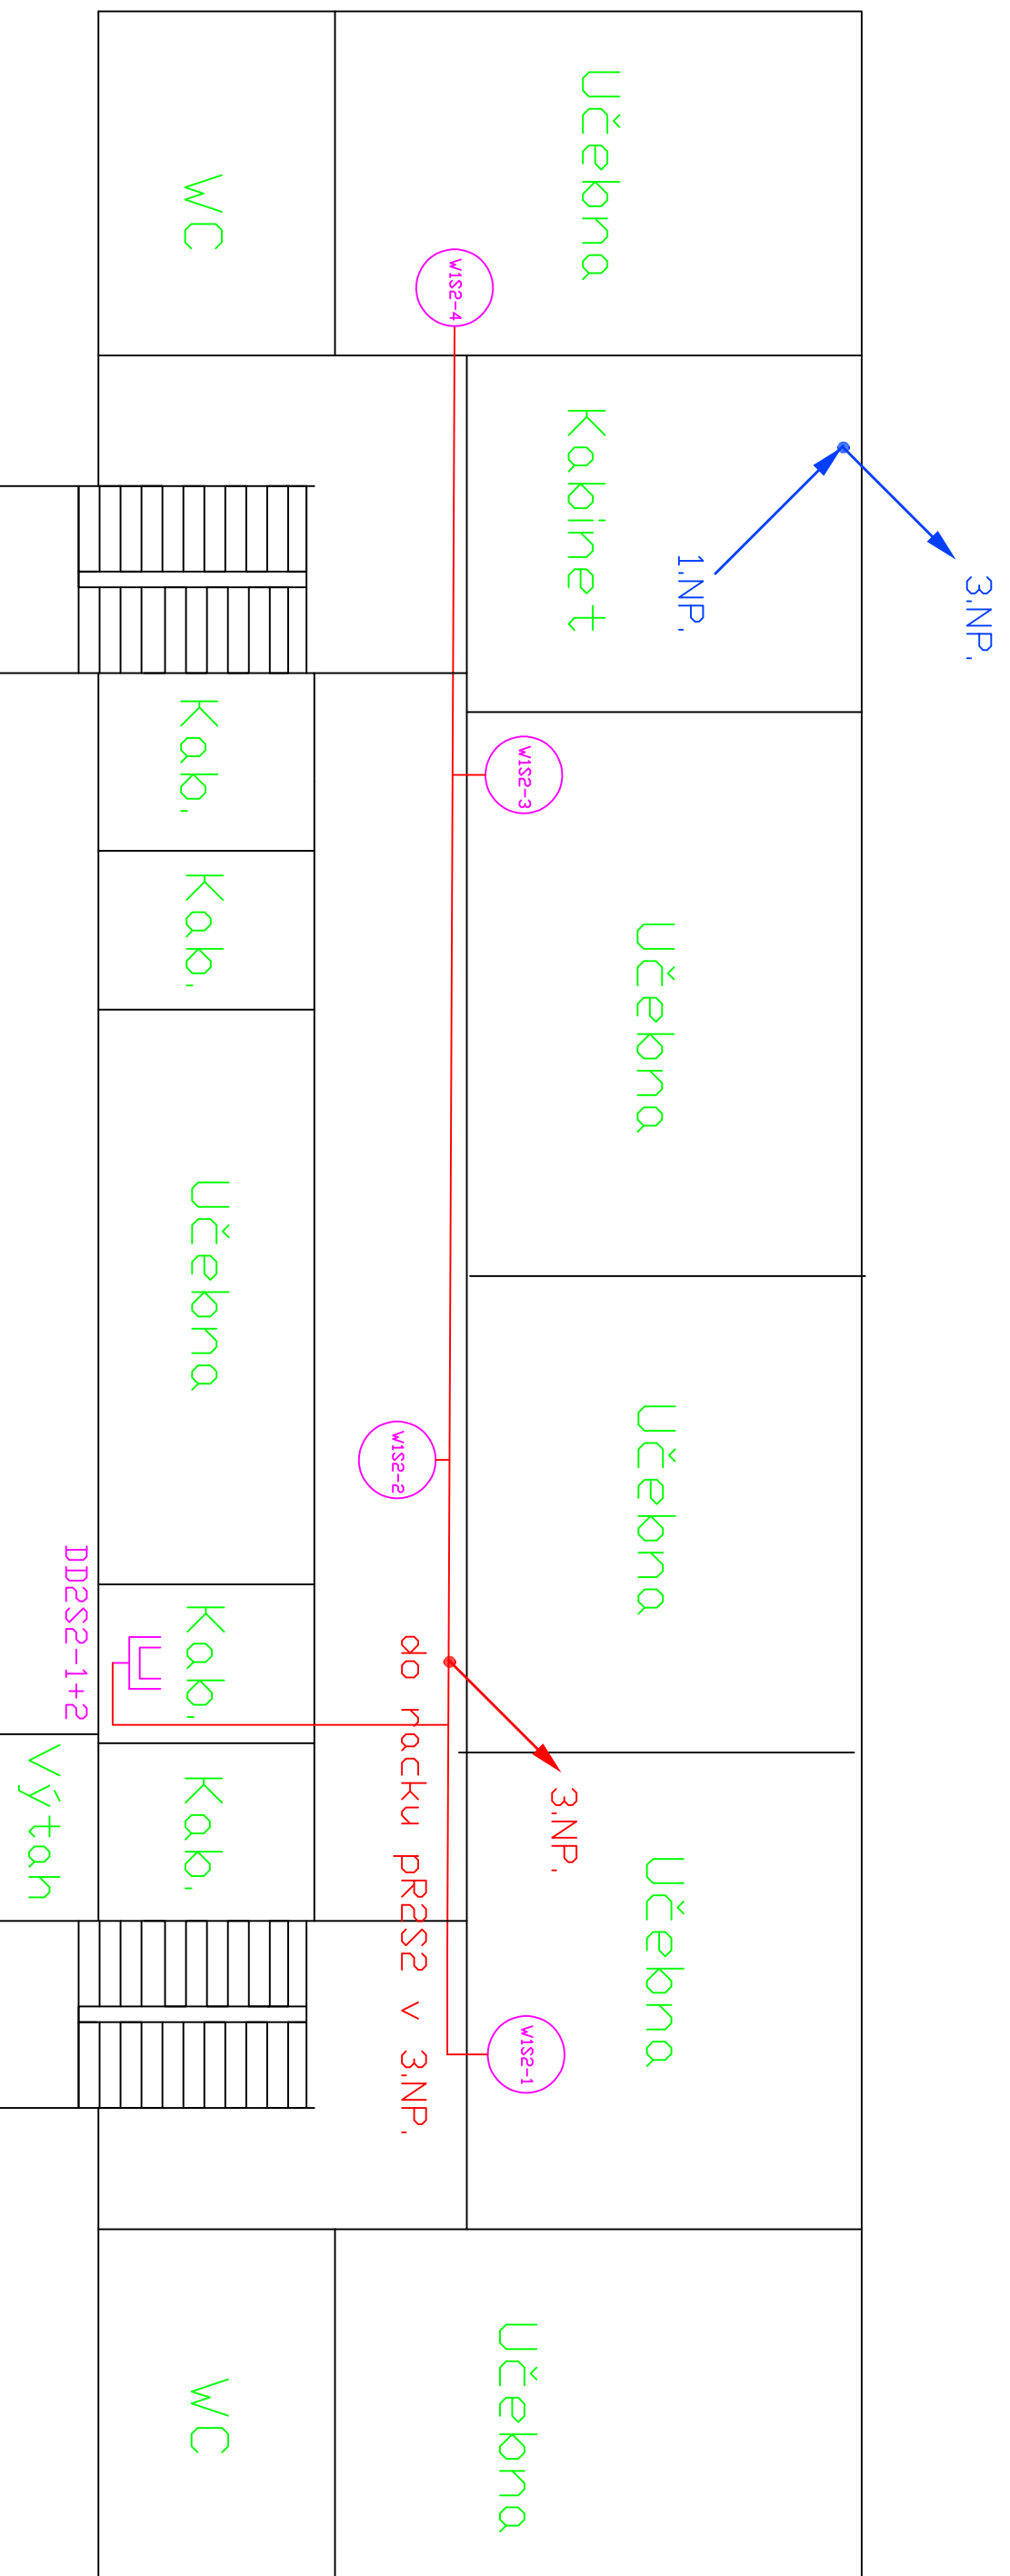 3.NP.
1.NP.
Učebna
Učebna
Učebna
Učebna
Kabinet
3.NP.
Učebna
W1S2-4
W1S2-3
W1S2-1
W1S2-2
do racku pR2S2 v 3.NP.
WC
Kab.
Kab.
Učebna
Kab.
Kab.
WC
DD2S2-1+2
Výtah